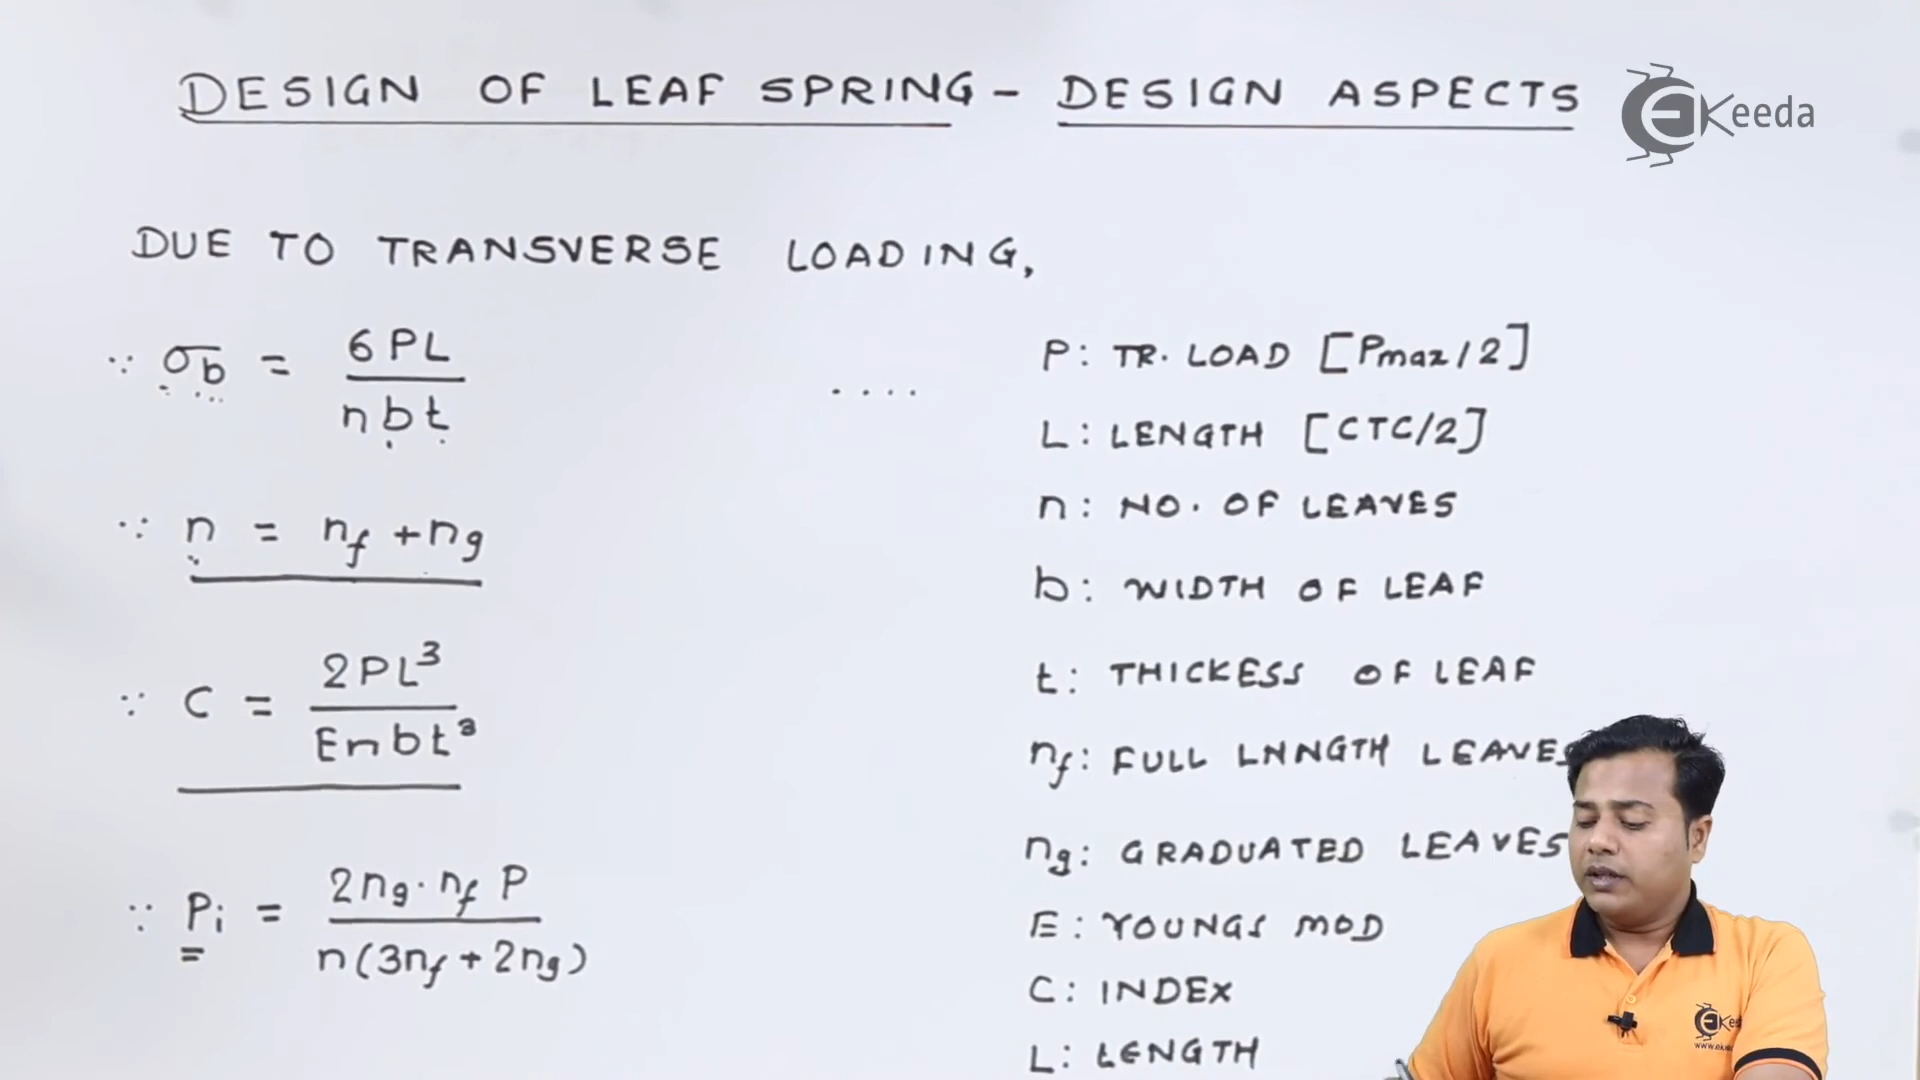 DESIGN OF LEAF SPRING - DESIGN ASPECTS
EKeeda
DUE TO TRANSVERSE LOADING,
∵ σb = 6PL / nbt
....
∵ n = nf + ng
∵ C = 2PL³ / Enbt³
∵ Pi = 2ng·nf P / n(3nf + 2ng)
P: TR. LOAD [Pmax/2]
L: LENGTH [CTC/2]
n: NO. OF LEAVES
b: WIDTH OF LEAF
t: THICKESS OF LEAF
nf: FULL LNNGTH LEAVES
ng: GRADUATED LEAVES
E: YOUNGS MOD
C: INDEX
L: LENGTH